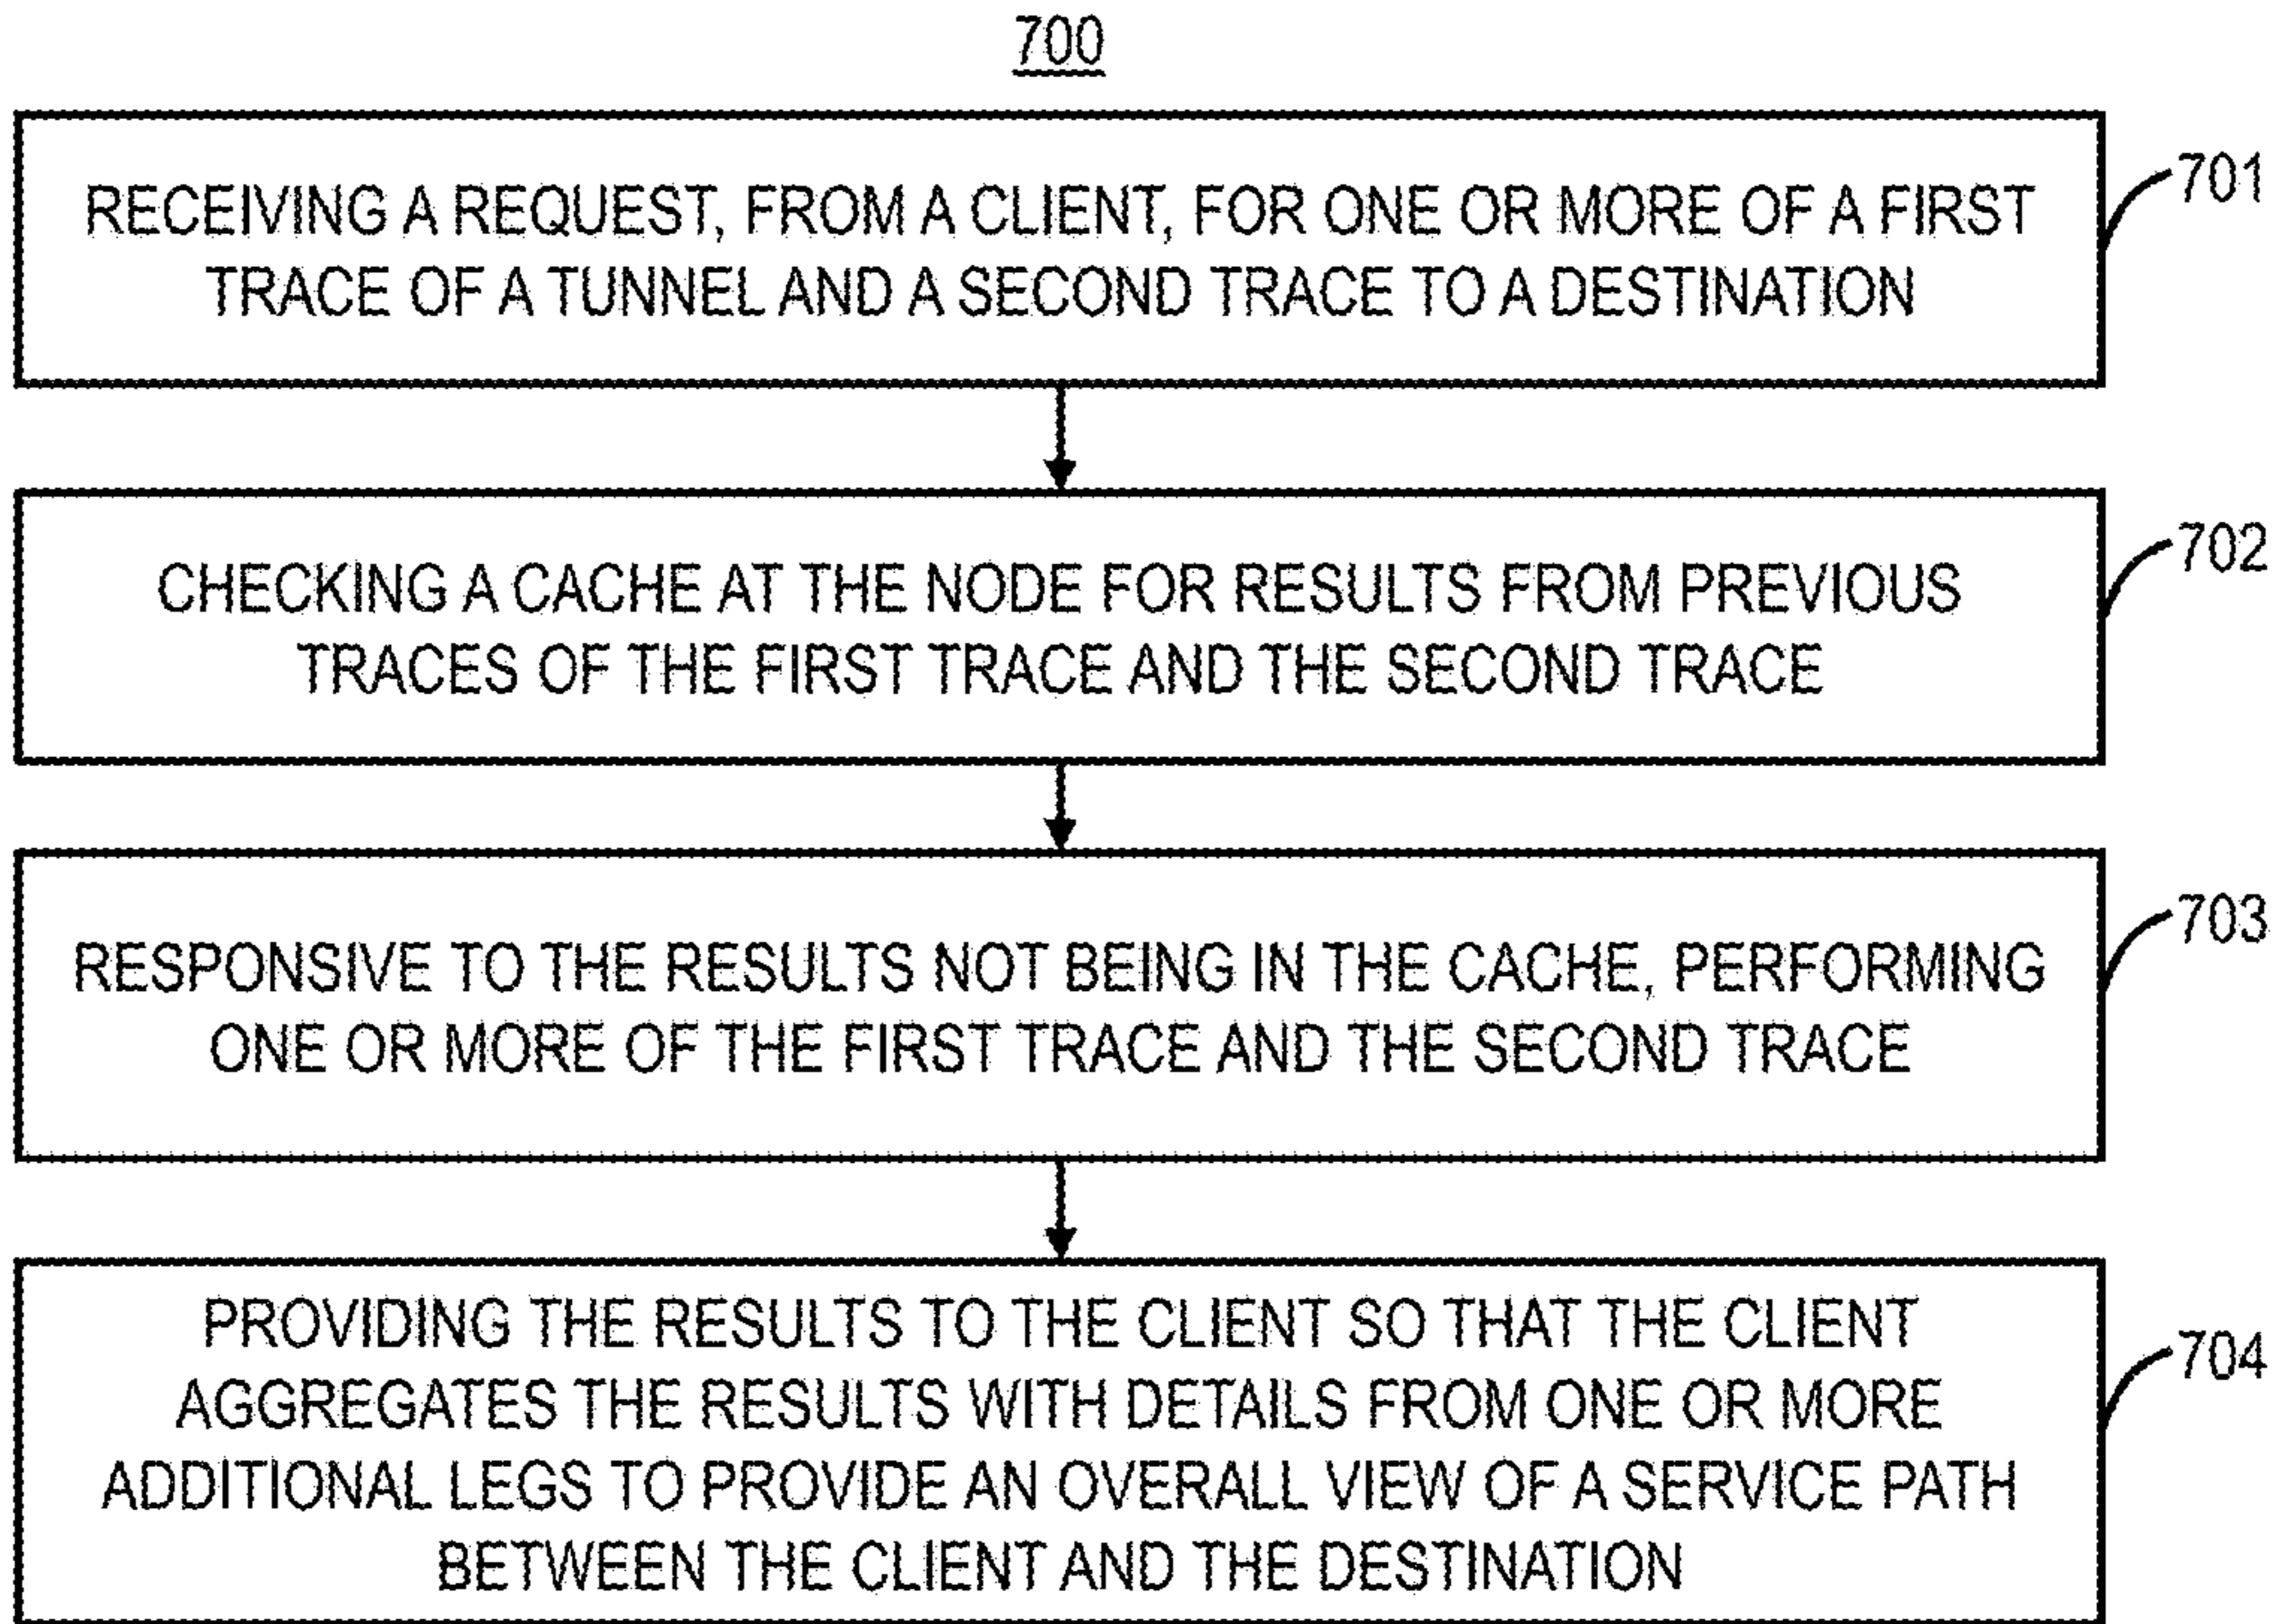 700
RECEIVING A REQUEST, FROM A CLIENT, FOR ONE OR MORE OF A FIRST
TRACE OF A TUNNEL AND A SECOND TRACE TO A DESTINATION
701
CHECKING A CACHE AT THE NODE FOR RESULTS FROM PREVIOUS
TRACES OF THE FIRST TRACE AND THE SECOND TRACE
702
RESPONSIVE TO THE RESULTS NOT BEING IN THE CACHE, PERFORMING
ONE OR MORE OF THE FIRST TRACE AND THE SECOND TRACE
703
PROVIDING THE RESULTS TO THE CLIENT SO THAT THE CLIENT
AGGREGATES THE RESULTS WITH DETAILS FROM ONE OR MORE
ADDITIONAL LEGS TO PROVIDE AN OVERALL VIEW OF A SERVICE PATH
BETWEEN THE CLIENT AND THE DESTINATION
704